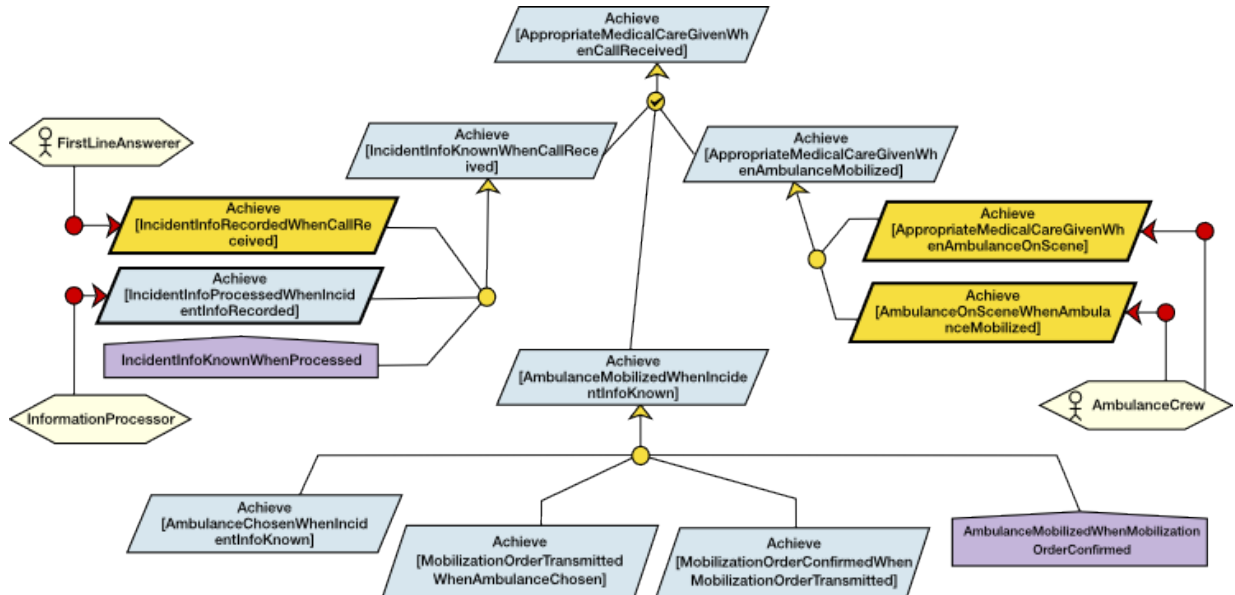 Achieve
[AppropriateMedicalCareGivenWh
enCallReceived]
FirstLineAnswerer
Achieve
[IncidentInfoKnownWhenCallRece
ived]
Achieve
[AppropriateMedicalCareGivenWh
enAmbulanceMobilized]
Achieve
[IncidentInfoRecordedWhenCallRe
ceived]
Achieve
[AppropriateMedicalCareGivenWh
enAmbulanceOnScene]
Achieve
[IncidentInfoProcessedWhenIncid
entInfoRecorded]
Achieve
[AmbulanceOnSceneWhenAmbula
nceMobilized]
IncidentInfoKnownWhenProcessed
Achieve
[AmbulanceMobilizedWhenIncide
ntInfoKnown]
InformationProcessor
AmbulanceCrew
Achieve
[AmbulanceChosenWhenIncid
entInfoKnown]
Achieve
[MobilizationOrderTransmitted
WhenAmbulanceChosen]
Achieve
[MobilizationOrderConfirmedWhen
MobilizationOrderTransmitted]
AmbulanceMobilizedWhenMobilization
OrderConfirmed